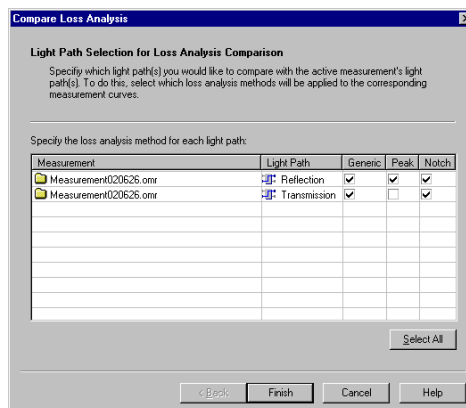 Compare Loss Analysis
Light Path Selection for Loss Analysis Comparison
Specifiy which light path(s) you would like to compare with the active measurement's light
path(s). To do this, select which loss analysis methods will be applied to the corresponding
measurement curves.
Specify the loss analysis method for each light path:
Measurement Light Path Generic Peak Notch
Measurement020626.omr Reflection
Measurement020626.omr Transmission
Select All
< Back Finish Cancel Help